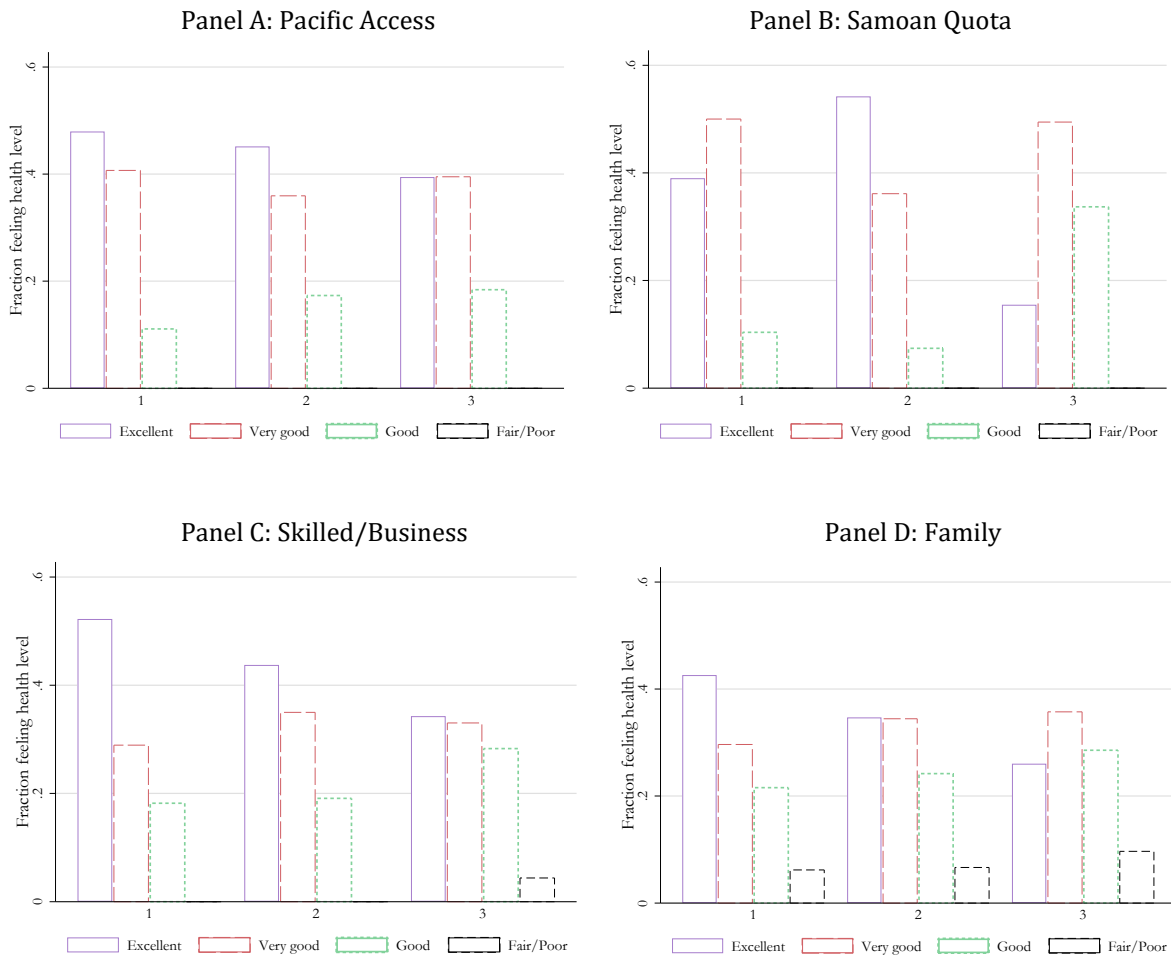 Panel A: Pacific Access
Fraction feeling health level
.6
.4
.2
0
1 2 3
Excellent Very good Good Fair/Poor
Panel B: Samoan Quota
Fraction feeling health level
.6
.4
.2
0
1 2 3
Excellent Very good Good Fair/Poor
Panel C: Skilled/Business
Fraction feeling health level
.6
.4
.2
0
1 2 3
Excellent Very good Good Fair/Poor
Panel D: Family
Fraction feeling health level
.6
.4
.2
0
1 2 3
Excellent Very good Good Fair/Poor